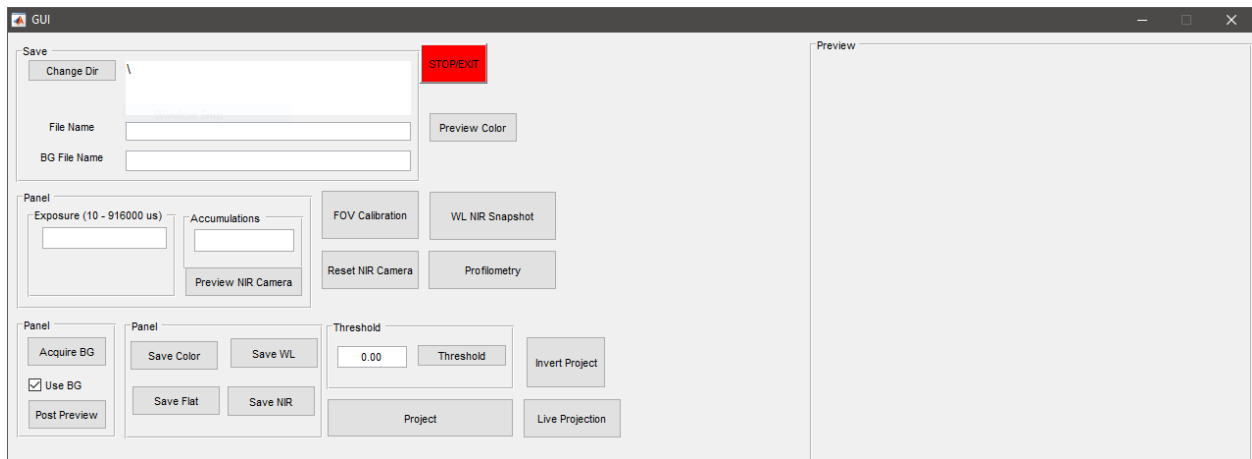 GUI
Save
Change Dir
\
STOP/EXIT
File Name
BG File Name
Preview Color
Preview
Panel
Exposure (10 - 916000 us)
Accumulations
Preview NIR Camera
FOV Calibration
WL NIR Snapshot
Reset NIR Camera
Profilometry
Panel
Acquire BG
Use BG
Post Preview
Panel
Save Color
Save WL
Save Flat
Save NIR
Threshold
0.00
Threshold
Invert Project
Project
Live Projection